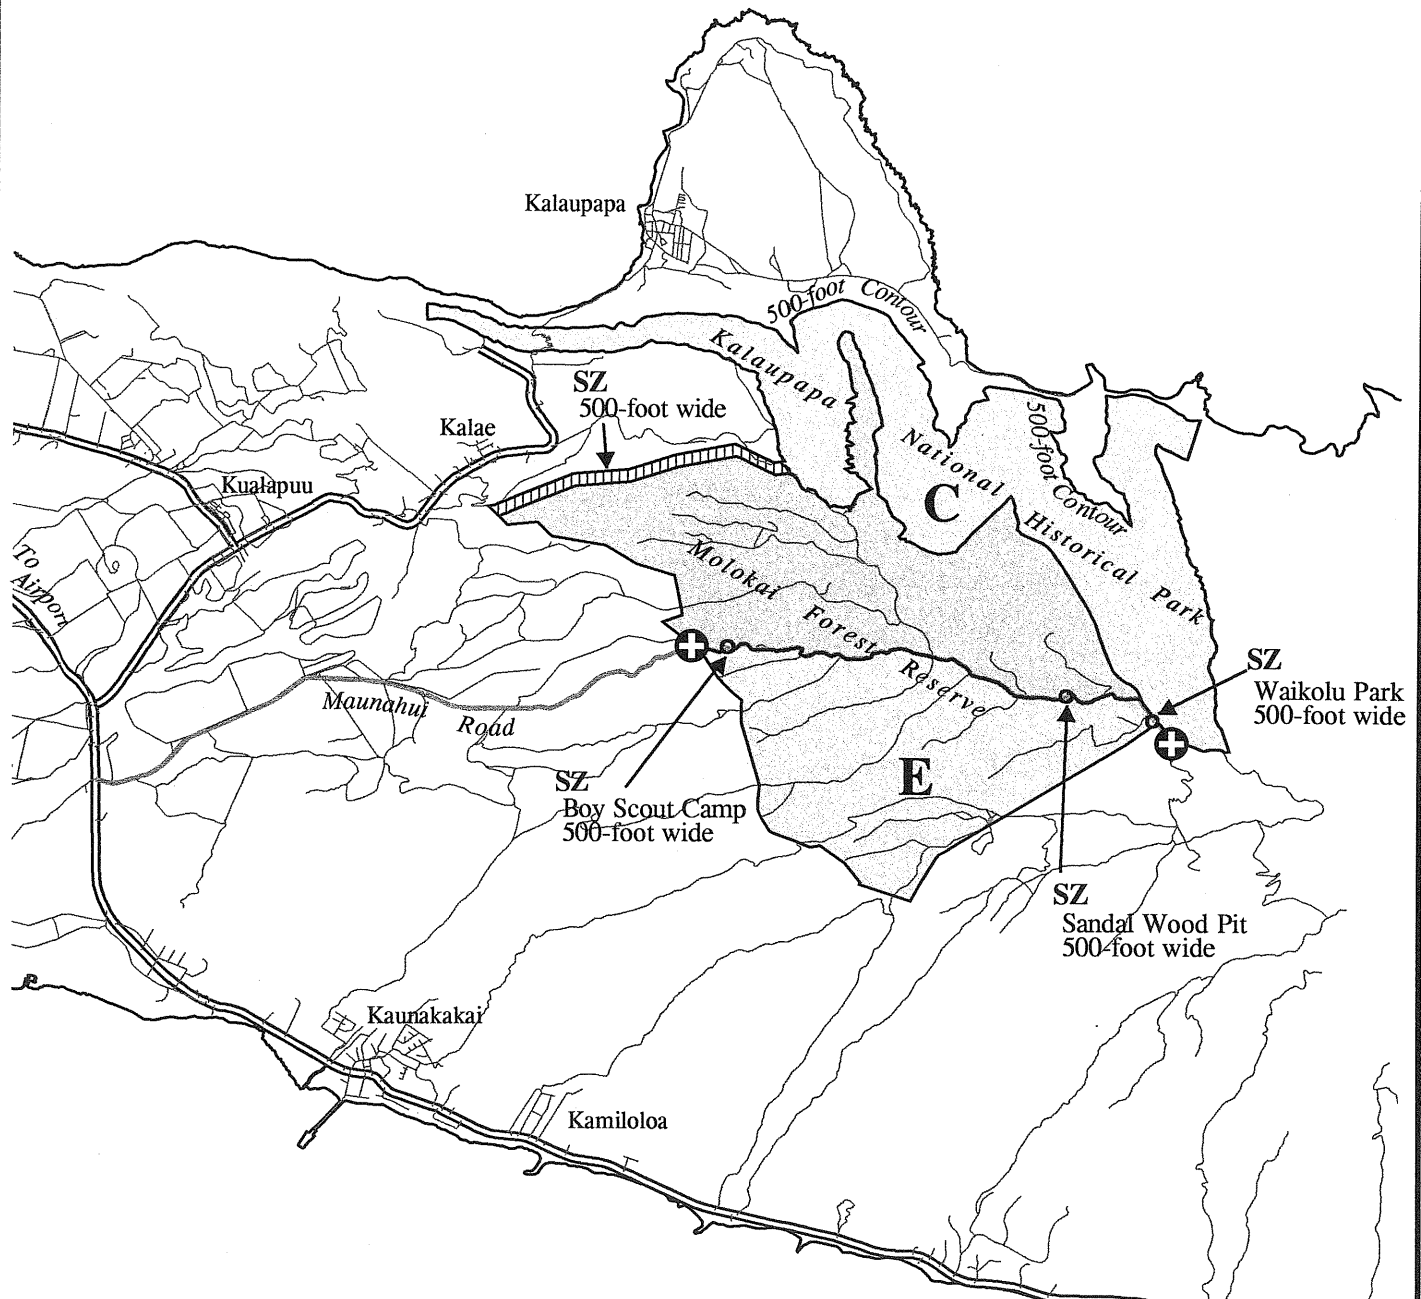 Kalaupapa
500-foot Contour
Kalaupapa National Historical Park
SZ
500-foot wide
500-foot Contour
Kalae
C
Kualapuu
To
Airport
Molokai Forest Reserve
SZ
Waikolu Park
500-foot wide
Maunahui Road
E
SZ
Boy Scout Camp
500-foot wide
SZ
Sandal Wood Pit
500-foot wide
Kaunakakai
Kamiloloa